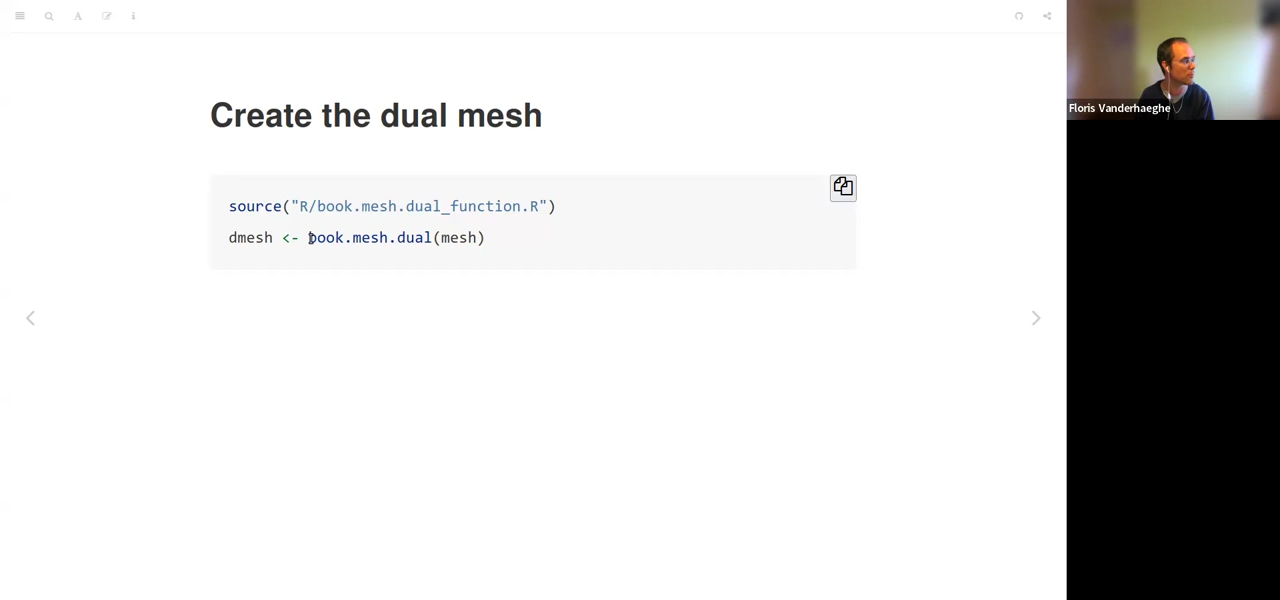 Create the dual mesh
source("R/book.mesh.dual_function.R")
dmesh <- book.mesh.dual(mesh)
Floris Vanderhaeghe